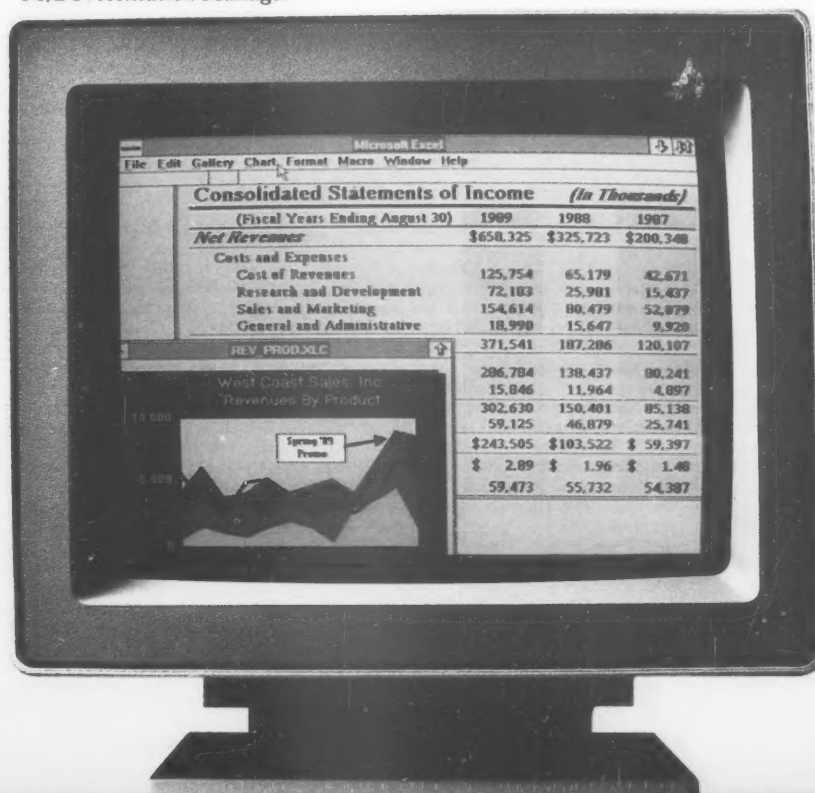 Microsoft Excel
File Edit Gallery Chart Format Macro Window Help
Consolidated Statements of Income (In Thousands)
(Fiscal Years Ending August 30) 1989 1988 1987
Net Revenues $658,325 $325,723 $200,348
Costs and Expenses
Cost of Revenues 125,754 65,179 42,671
Research and Development 72,183 25,981 15,437
Sales and Marketing 154,614 80,479 52,079
General and Administrative 18,990 15,647 9,920
371,541 187,286 120,107
286,784 138,437 80,241
15,846 11,964 4,897
302,630 150,401 85,138
59,125 46,879 25,741
$243,505 $103,522 $ 59,397
$ 2.89 $ 1.96 $ 1.48
59,473 55,732 54,387
REV_PROD.XLC
West Coast Sales, Inc
Revenues By Product
10,000
Spring '89
Promo
5,000
0